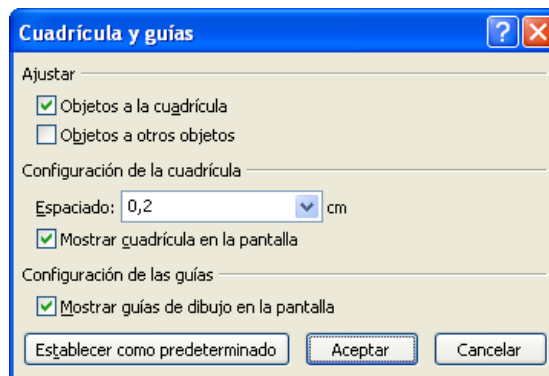 Cuadrícula y guías
Ajustar
Objetos a la cuadrícula
Objetos a otros objetos
Configuración de la cuadrícula
Espaciado: 0,2 cm
Mostrar cuadrícula en la pantalla
Configuración de las guías
Mostrar guías de dibujo en la pantalla
Establecer como predeterminado Aceptar Cancelar